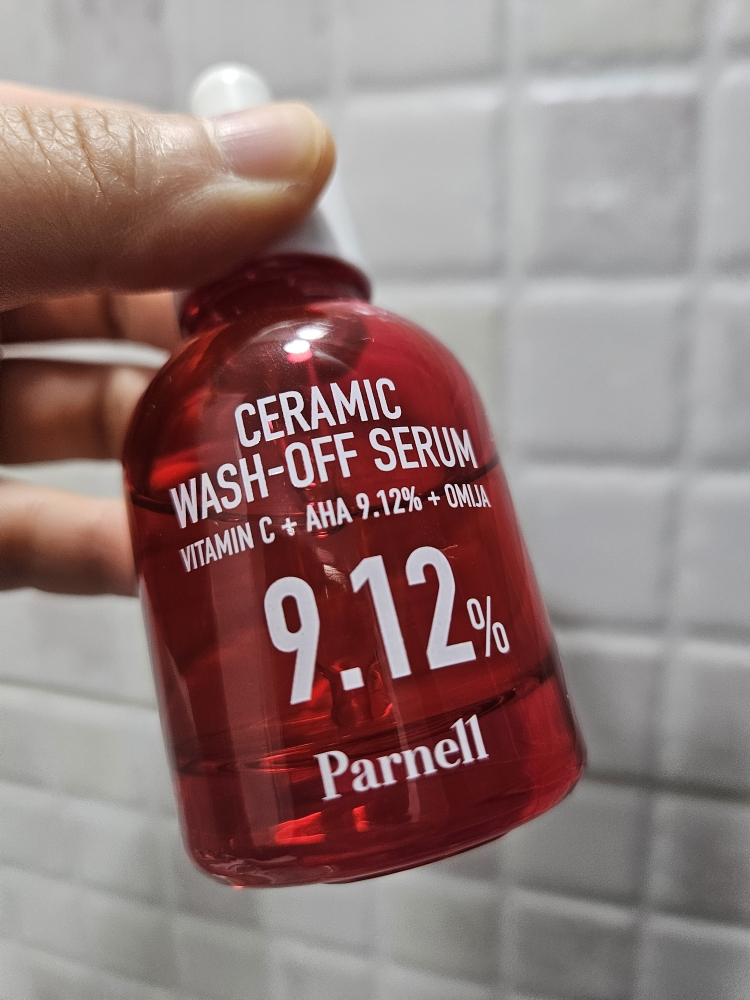 CERAMIC
WASH-OFF SERUM
VITAMIN C + AHA 9.12% + OMIJA
9.12%
Parnell